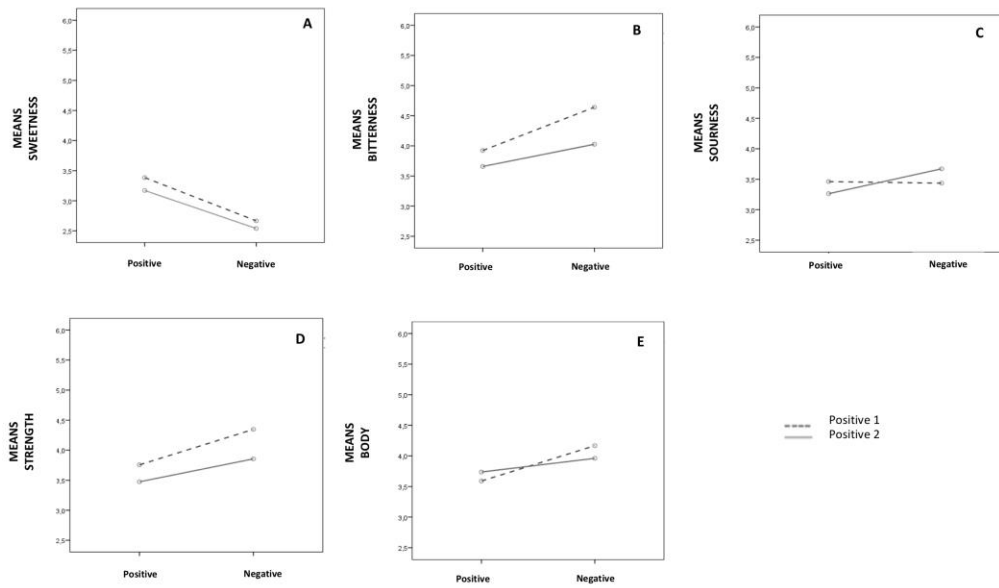 A
MEANS
SWEETNESS
6,0
5,5
5,0
4,5
4,0
3,5
3,0
2,5
Positive Negative
B
MEANS
BITTERNESS
6,0
5,5
5,0
4,5
4,0
3,5
3,0
2,5
Positive Negative
C
MEANS
SOURNESS
6,0
5,5
5,0
4,5
4,0
3,5
3,0
2,5
Positive Negative
D
MEANS
STRENGTH
6,0
5,5
5,0
4,5
4,0
3,5
3,0
2,5
Positive Negative
E
MEANS
BODY
6,0
5,5
5,0
4,5
4,0
3,5
3,0
2,5
Positive Negative
Positive 1
Positive 2